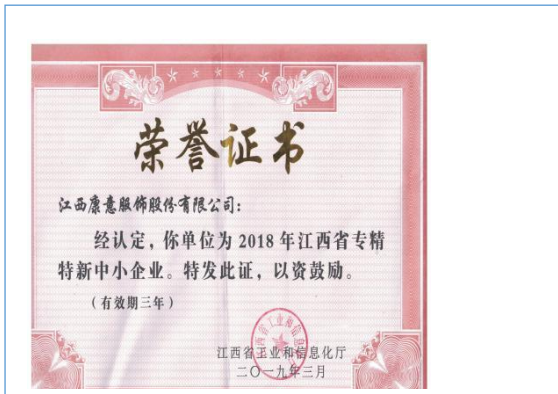 荣誉证书
江西康意服饰股份有限公司：
经认定，你单位为2018年江西省专精
特新中小企业。特发此证，以资鼓励。
（有效期三年）
江西省工业和信息化厅
二〇一九年三月